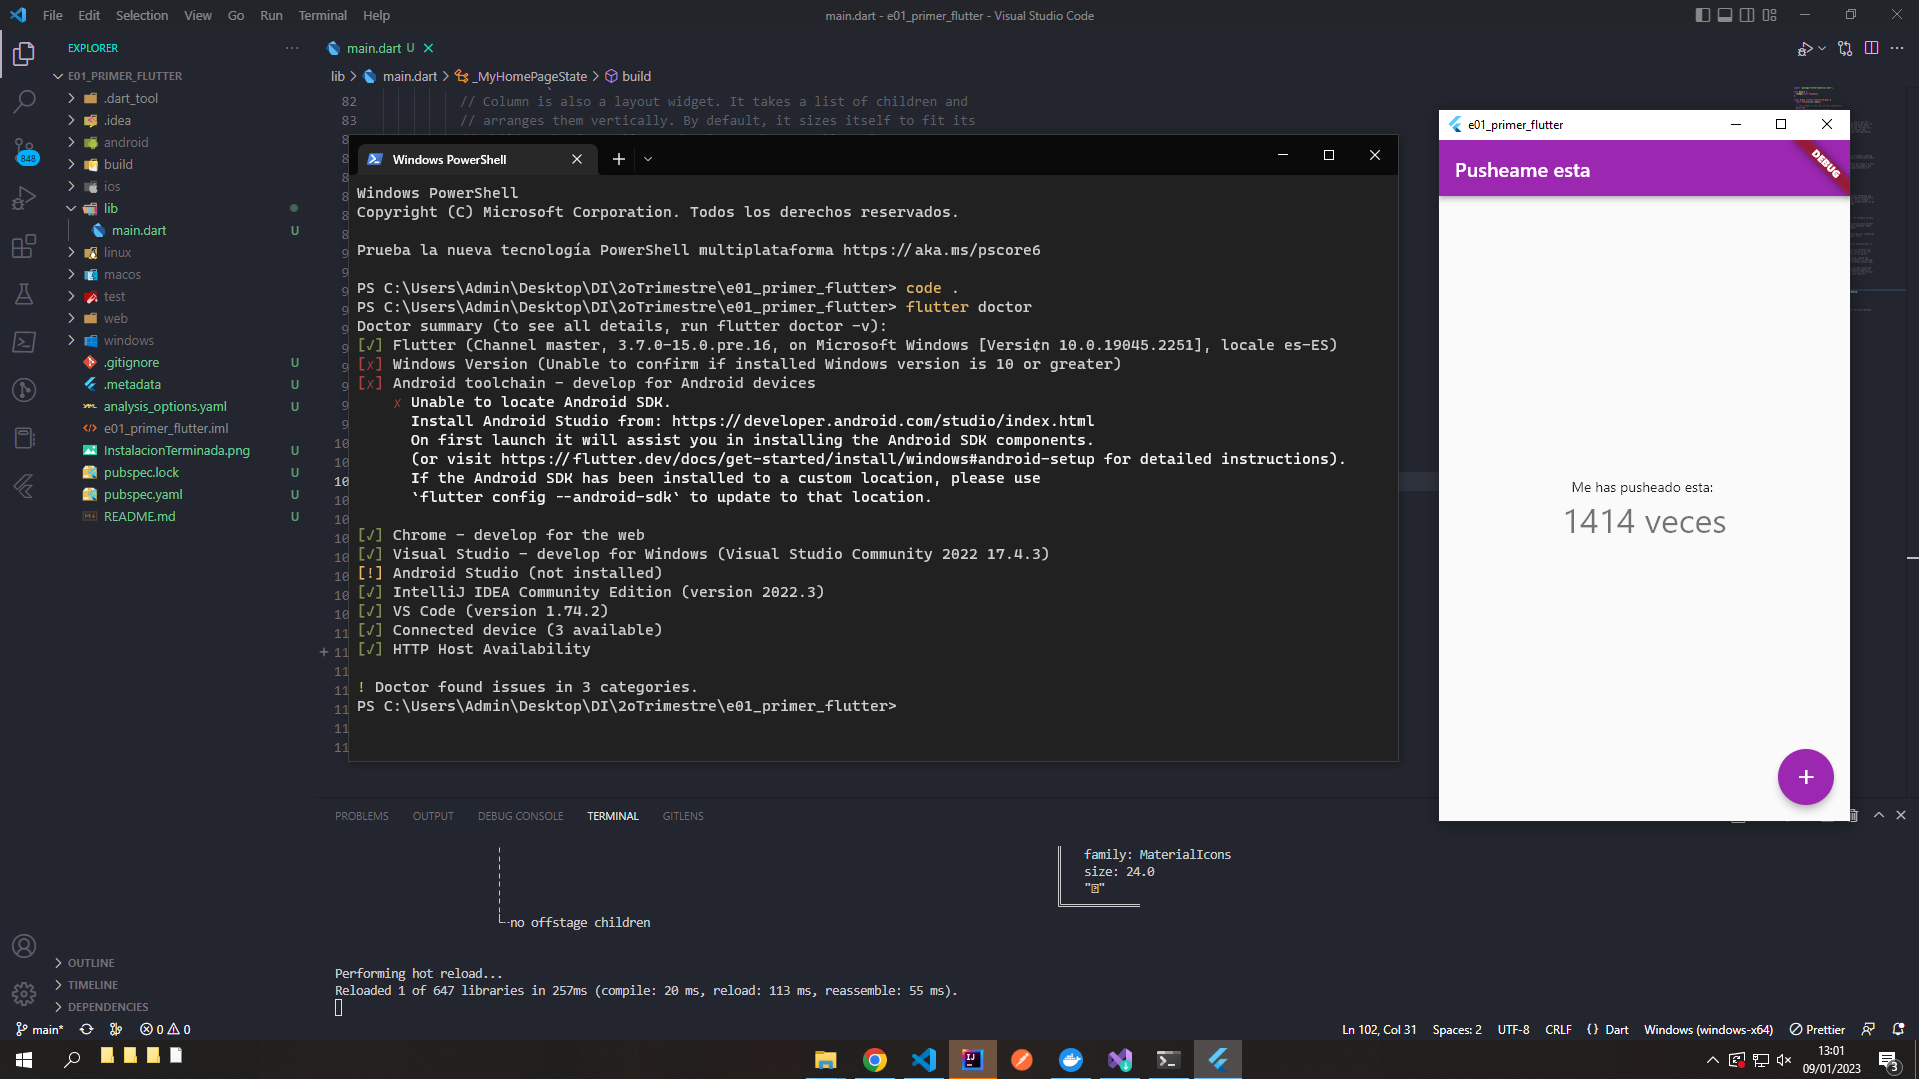 File Edit Selection View Go Run Terminal Help
main.dart - e01_primer_flutter - Visual Studio Code
EXPLORER
E01_PRIMER_FLUTTER
.dart_tool
.idea
android
build
ios
lib
main.dart U
linux
macos
test
web
windows
.gitignore U
.metadata U
analysis_options.yaml U
e01_primer_flutter.iml
InstalacionTerminada.png U
pubspec.lock U
pubspec.yaml U
README.md U
OUTLINE
TIMELINE
DEPENDENCIES
848
main.dart U
lib > main.dart > _MyHomePageState > build
82 // Column is also a layout widget. It takes a list of children and
83 // arranges them vertically. By default, it sizes itself to fit its
Windows PowerShell
Windows PowerShell
Copyright (C) Microsoft Corporation. Todos los derechos reservados.
Prueba la nueva tecnología PowerShell multiplataforma https://aka.ms/pscore6
PS C:\Users\Admin\Desktop\DI\2oTrimestre\e01_primer_flutter> code .
PS C:\Users\Admin\Desktop\DI\2oTrimestre\e01_primer_flutter> flutter doctor
Doctor summary (to see all details, run flutter doctor -v):
[√] Flutter (Channel master, 3.7.0-15.0.pre.16, on Microsoft Windows [Versi¢n 10.0.19045.2251], locale es-ES)
[x] Windows Version (Unable to confirm if installed Windows version is 10 or greater)
[x] Android toolchain - develop for Android devices
x Unable to locate Android SDK.
Install Android Studio from: https://developer.android.com/studio/index.html
On first launch it will assist you in installing the Android SDK components.
(or visit https://flutter.dev/docs/get-started/install/windows#android-setup for detailed instructions).
If the Android SDK has been installed to a custom location, please use
`flutter config --android-sdk` to update to that location.
[√] Chrome - develop for the web
[√] Visual Studio - develop for Windows (Visual Studio Community 2022 17.4.3)
[!] Android Studio (not installed)
[√] IntelliJ IDEA Community Edition (version 2022.3)
[√] VS Code (version 1.74.2)
[√] Connected device (3 available)
[√] HTTP Host Availability
! Doctor found issues in 3 categories.
PS C:\Users\Admin\Desktop\DI\2oTrimestre\e01_primer_flutter>
e01_primer_flutter
Pusheame esta
DEBUG
Me has pusheado esta:
1414 veces
+
PROBLEMS OUTPUT DEBUG CONSOLE TERMINAL GITLENS
family: MaterialIcons
size: 24.0
no offstage children
Performing hot reload...
Reloaded 1 of 647 libraries in 257ms (compile: 20 ms, reload: 113 ms, reassemble: 55 ms).
main* 0 0
Ln 102, Col 31 Spaces: 2 UTF-8 CRLF { } Dart Windows (windows-x64) Prettier
13:01
09/01/2023
3